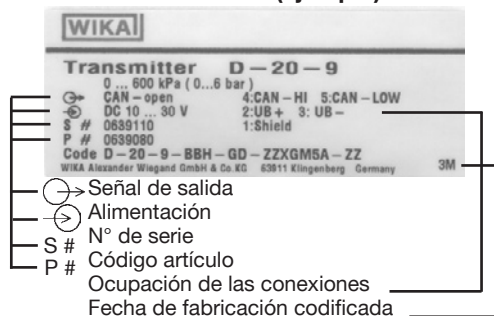 WIKA
Transmitter D-20-9
0 ... 600 kPa ( 0...6 bar )
CAN-open 4:CAN-HI 5:CAN-LOW
DC 10 ... 30 V 2:UB+ 3: UB-
S # 0639110 1:Shield
P # 0639080
Code D-20-9-BBH-GD-ZZXGM5A-ZZ
WIKA Alexander Wiegand GmbH & Co.KG 63911 Klingenberg Germany 3M
Señal de salida
Alimentación
S # N° de serie
P # Código artículo
Ocupación de las conexiones
Fecha de fabricación codificada